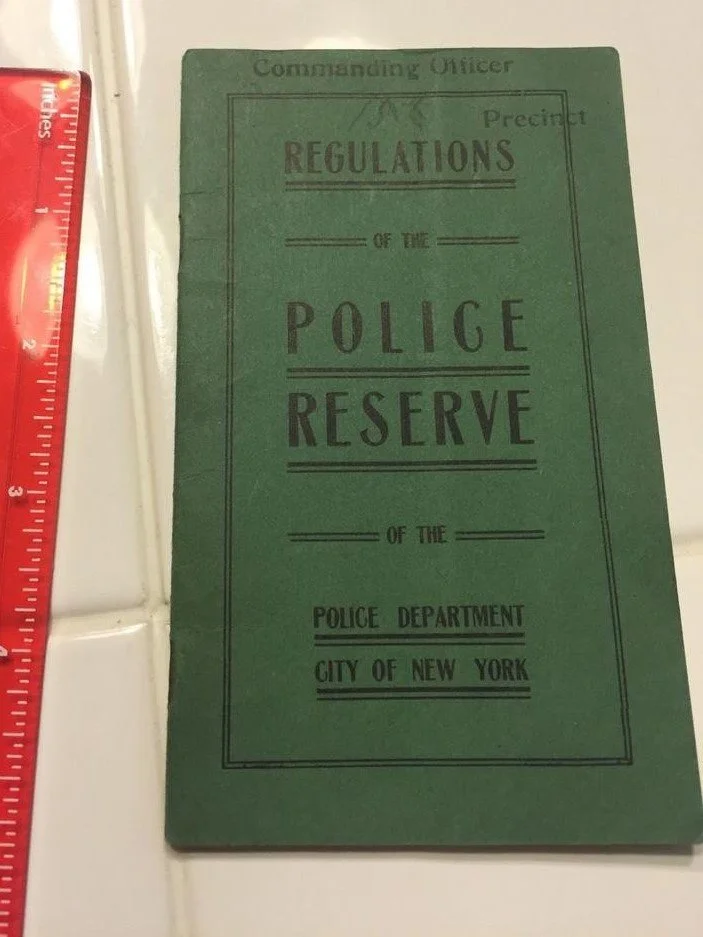 Commanding Officer
Precinct
REGULATIONS
OF THE
POLICE
RESERVE
OF THE
POLICE DEPARTMENT
CITY OF NEW YORK
inches
1
2
3
4